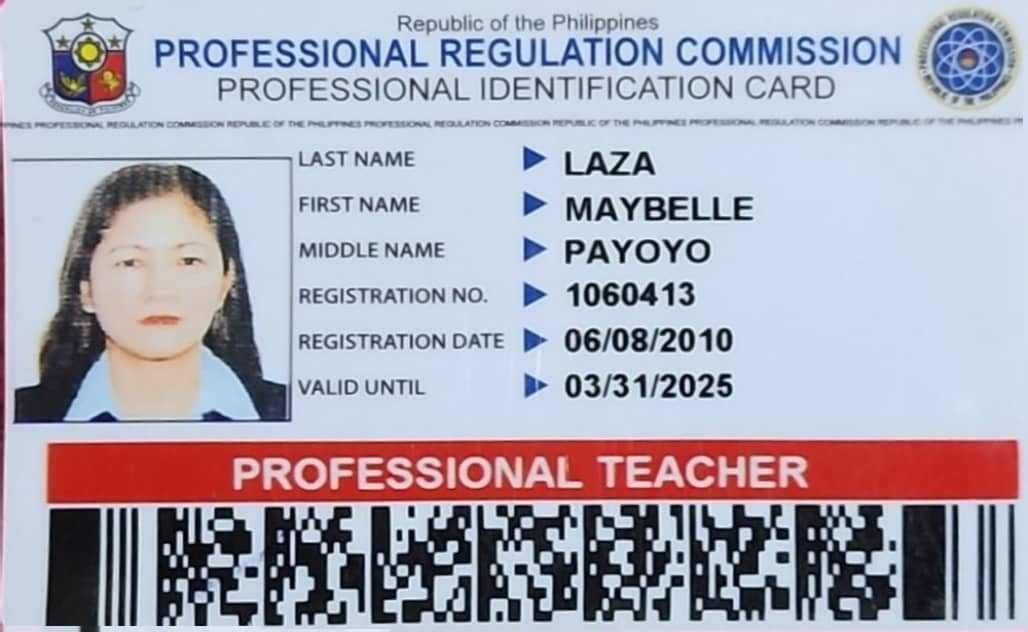 Republic of the Philippines
PROFESSIONAL REGULATION COMMISSION
PROFESSIONAL IDENTIFICATION CARD
PINES PROFESSIONAL REGULATION COMMISSION REPUBLIC OF THE PHILIPPINES PROFESSIONAL REGULATION COMMISSION REPUBLIC OF THE PHILIPPINES PROFESSIONAL REGULATION COMMISSION REPUBLIC OF THE PHILIPPINES
LAST NAME LAZA
FIRST NAME MAYBELLE
MIDDLE NAME PAYOYO
REGISTRATION NO. 1060413
REGISTRATION DATE 06/08/2010
VALID UNTIL 03/31/2025
PROFESSIONAL TEACHER